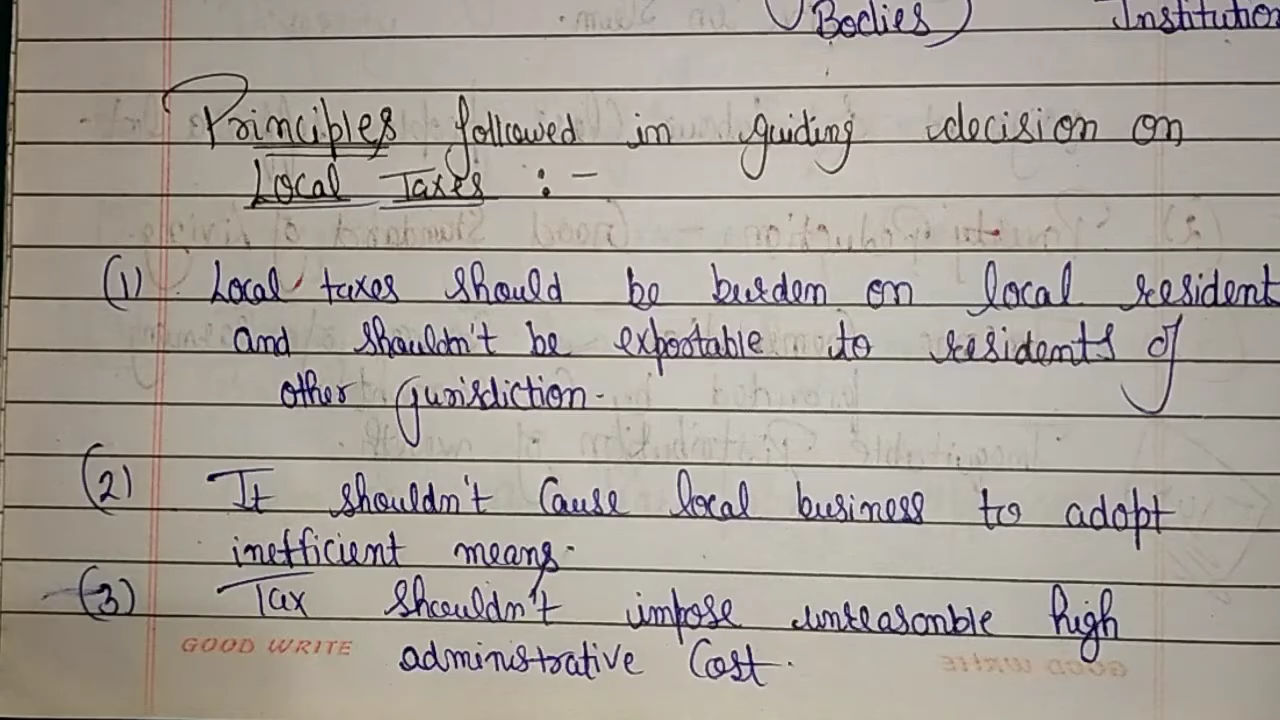 (Bodies) Institution
Principles followed in guiding decision on
Local Taxes :-
(1) Local taxes should be burden on local resident
and shouldn't be exportable to residents of
other jurisdiction.
(2) It shouldn't cause local business to adopt
inefficient means.
(3) Tax shouldn't impose unreasonble high
GOOD WRITE administrative Cost.